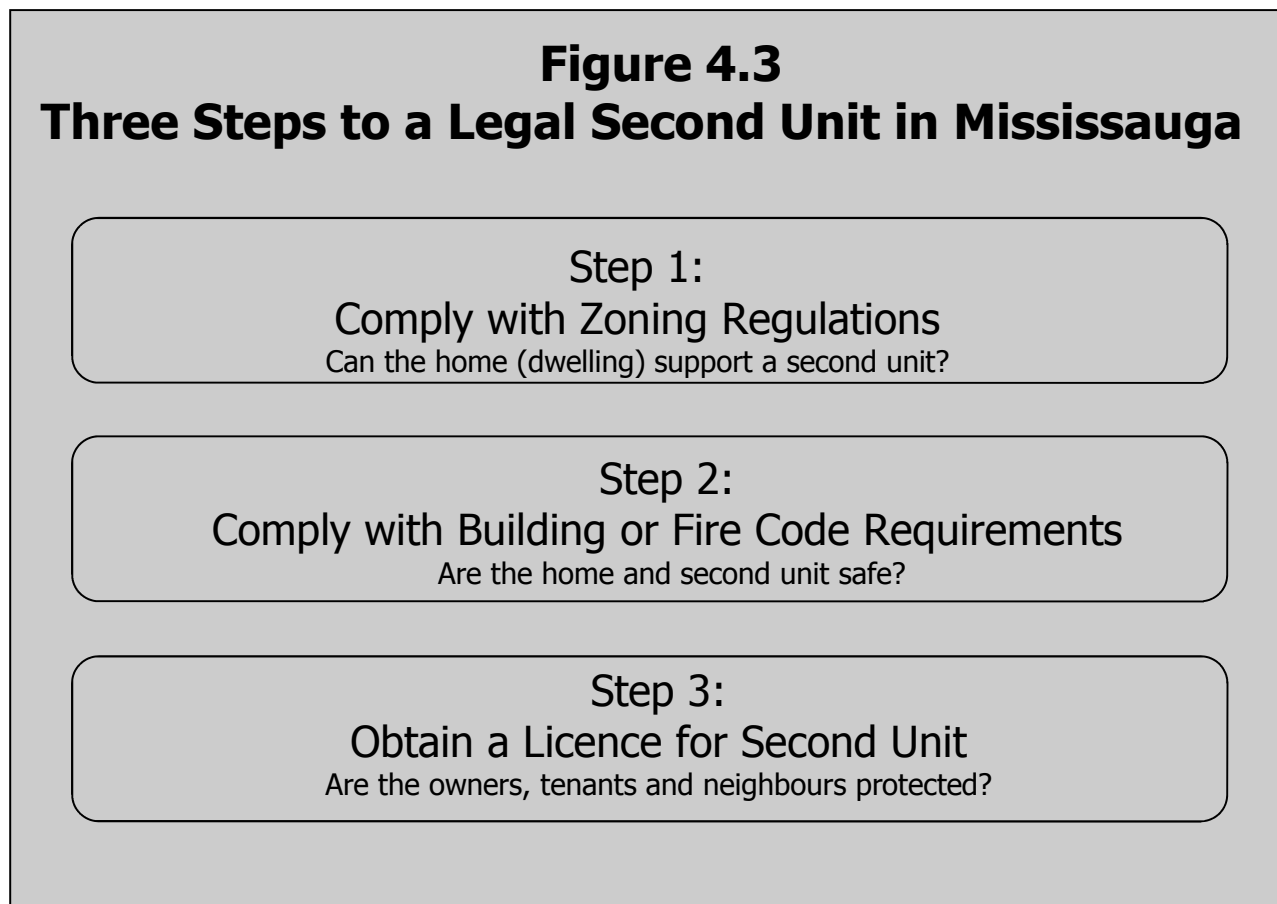 Figure 4.3
Three Steps to a Legal Second Unit in Mississauga
Step 1:
Comply with Zoning Regulations
Can the home (dwelling) support a second unit?
Step 2:
Comply with Building or Fire Code Requirements
Are the home and second unit safe?
Step 3:
Obtain a Licence for Second Unit
Are the owners, tenants and neighbours protected?